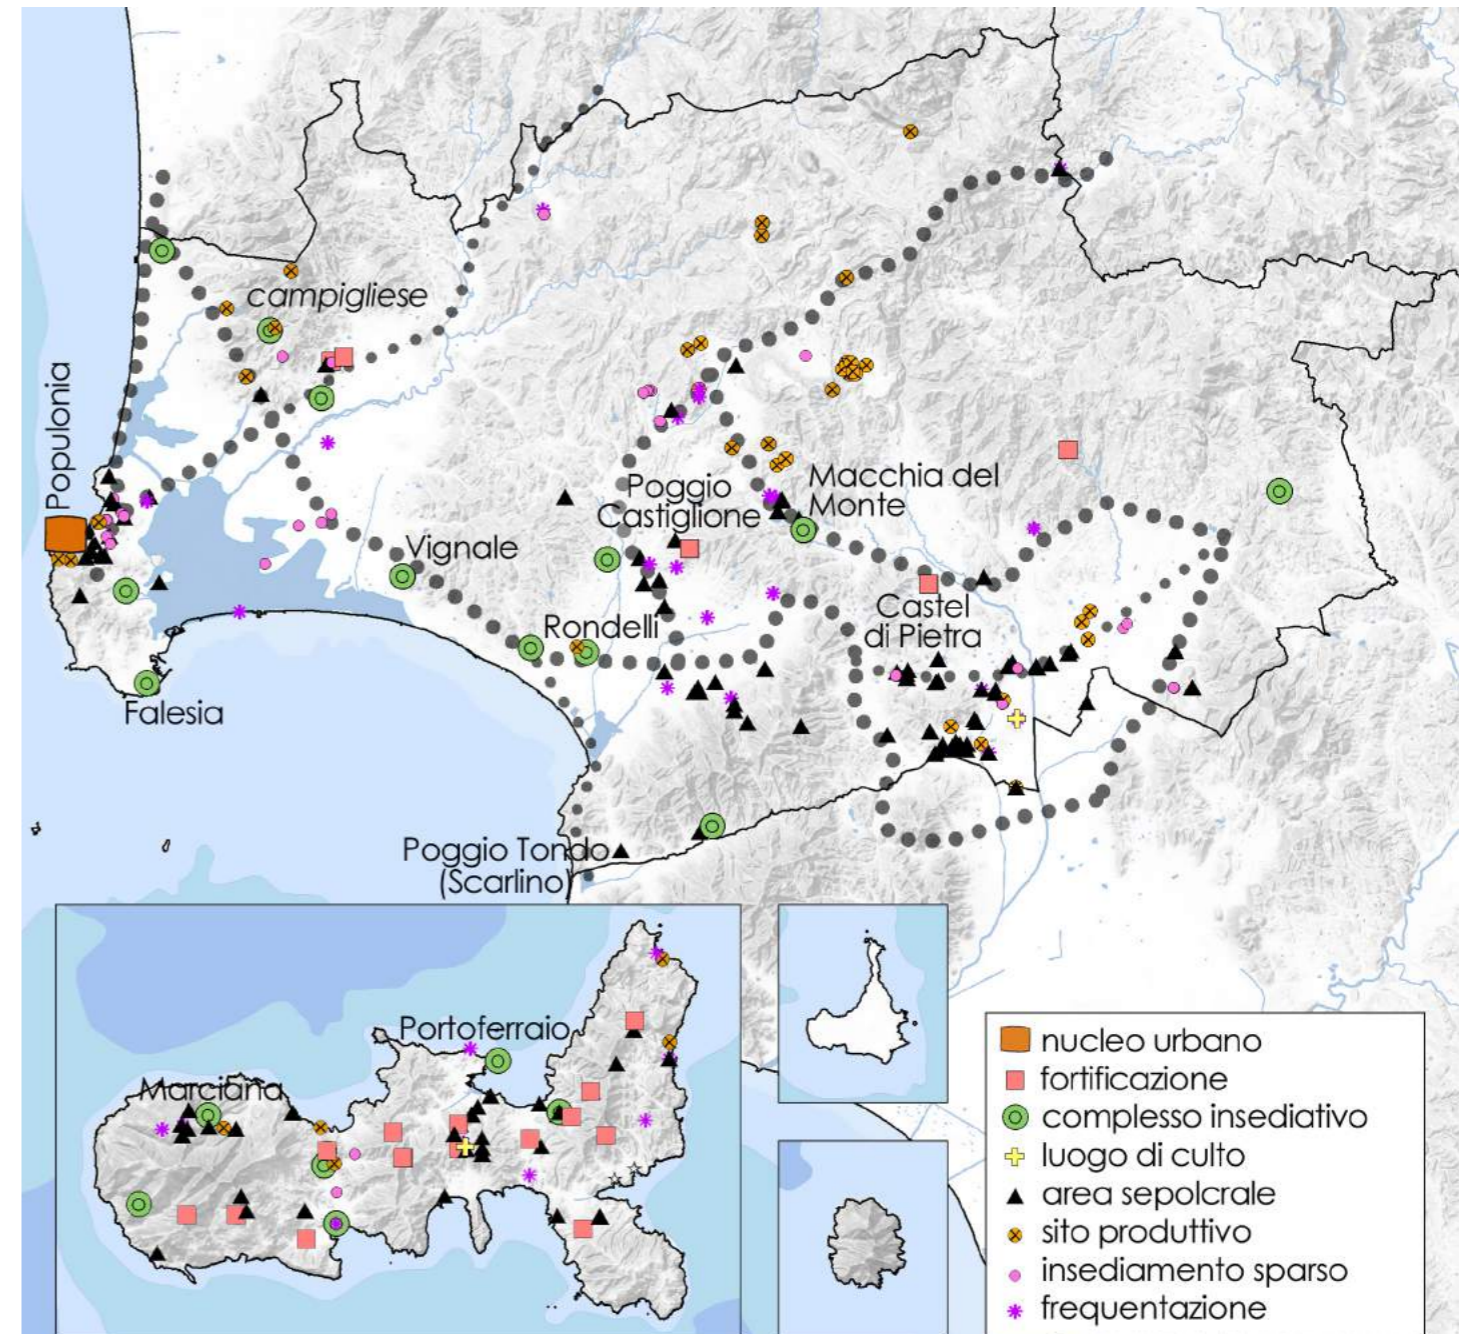 campigliese
Populonia
Macchia del
Monte
Poggio
Castiglione
Vignale
Castel
di Pietra
Rondelli
Falesia
Poggio Tondo
(Scarlino)
Portoferraio
Marciana
nucleo urbano
fortificazione
complesso insediativo
luogo di culto
area sepolcrale
sito produttivo
insediamento sparso
frequentazione